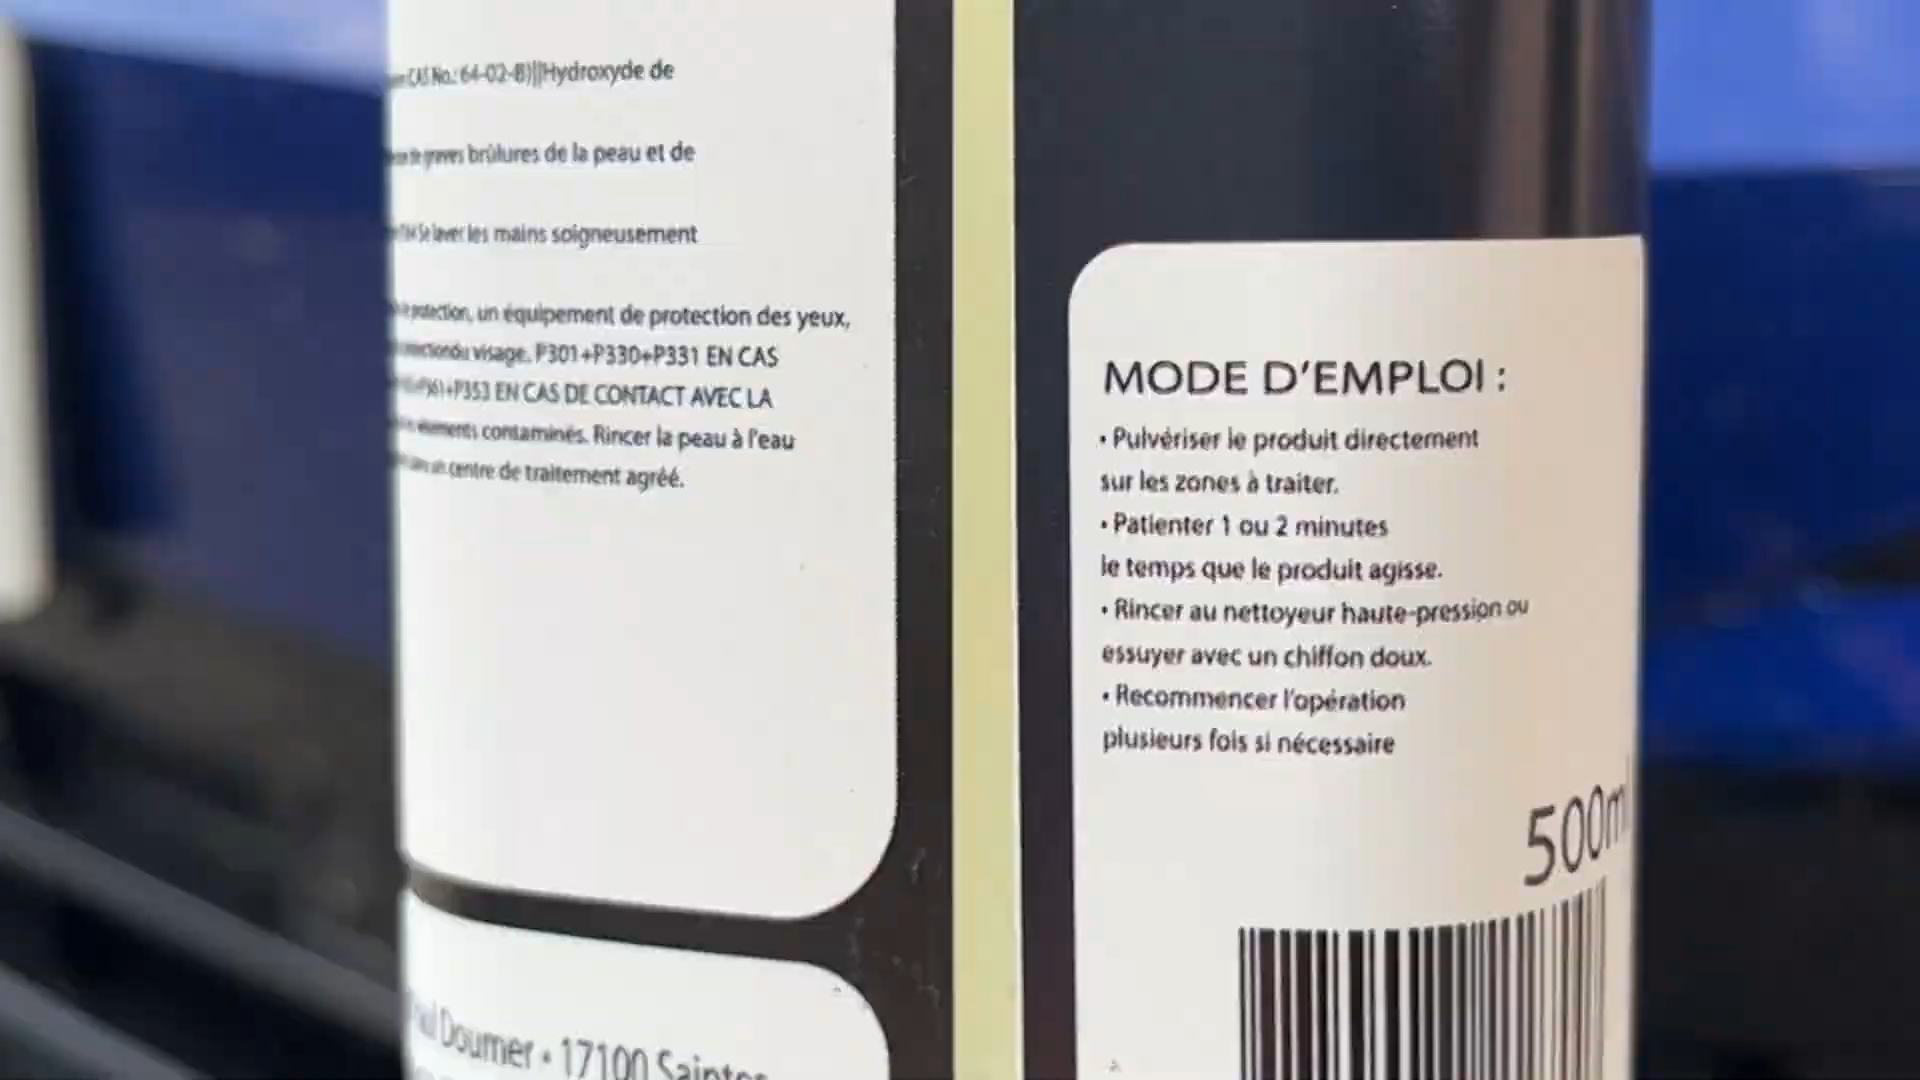 CAS No.: 64-02-8)||Hydroxyde de
de graves brûlures de la peau et de
Se laver les mains soigneusement
protection, un équipement de protection des yeux,
du visage. P301+P330+P331 EN CAS
+P353 EN CAS DE CONTACT AVEC LA
contaminés. Rincer la peau à l'eau
centre de traitement agréé.
Doumer • 17100 Saintes
MODE D'EMPLOI :
• Pulvériser le produit directement
sur les zones à traiter.
• Patienter 1 ou 2 minutes
le temps que le produit agisse.
• Rincer au nettoyeur haute-pression ou
essuyer avec un chiffon doux.
• Recommencer l'opération
plusieurs fois si nécessaire
500ml